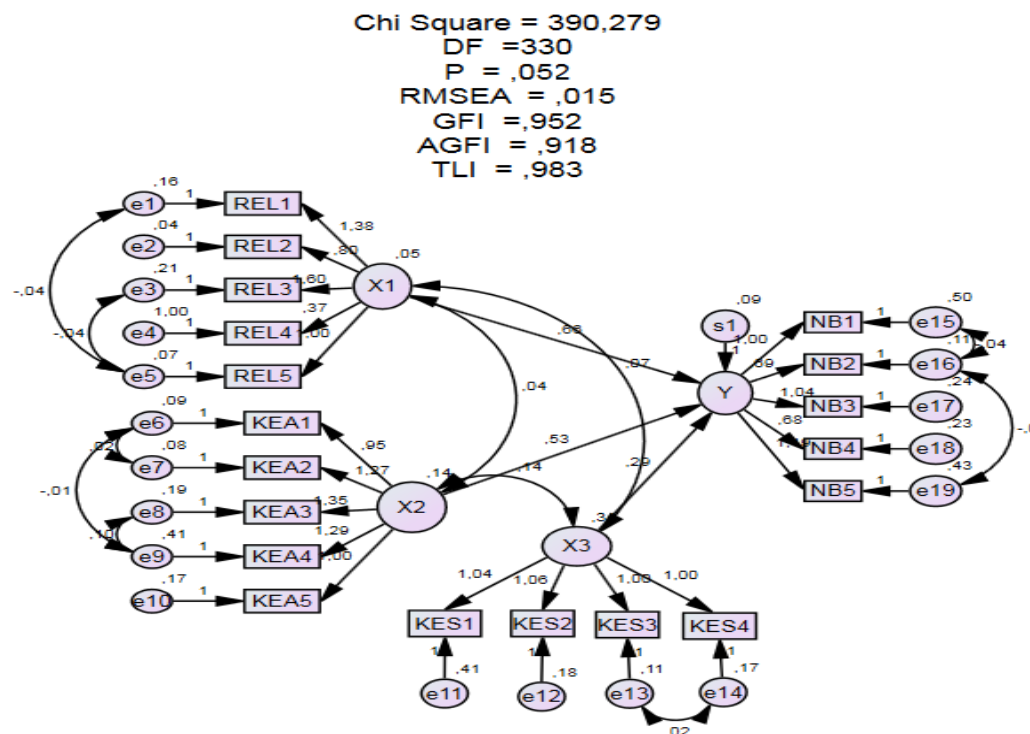 Chi Square = 390,279
DF =330
P = ,052
RMSEA = ,015
GFI =,952
AGFI =,918
TLI = ,983
,16
e1 1 REL1
,04
e2 1 REL2
,21
e3 1 REL3
1,00
e4 1 REL4
,07
e5 1 REL5
-,04
-,04
1,38
,80
1,60
,37
1,00
,05
X1
,09
e6 1 KEA1
,08
e7 1 KEA2
,19
e8 1 KEA3
,41
e9 1 KEA4
,17
e10 1 KEA5
,02
-,01
,10
,95
1,27
1,35
1,29
1,00
,14
X2
,04
,07
,14
,53
,29
X3
1,04
1,06
1,00
KES1
KES2
KES3
KES4
1
1
1
1
,41
e11
,18
e12
,11
e13
,17
e14
,02
,09
s1
1
Y
1,00
,89
1,04
,68
NB1 1 e15
,50
NB2 1 e16
,11
NB3 1 e17
,24
NB4 1 e18
,23
NB5 1 e19
,43
-,04